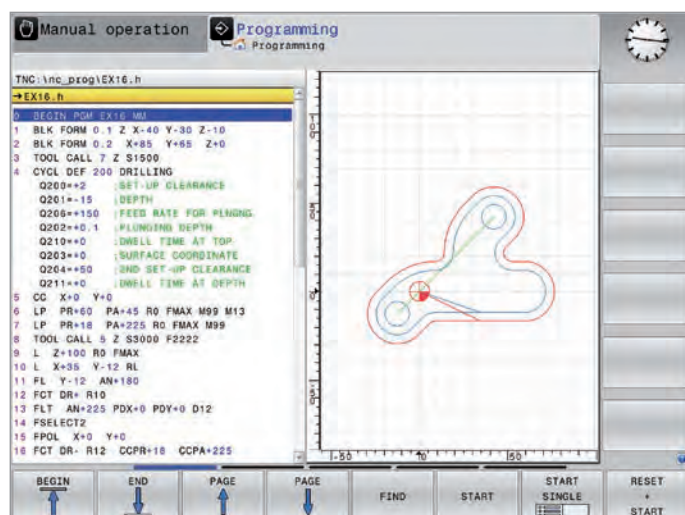 Manual operation
Programming
Programming
TNC:\nc_prog\EX16.h
→EX16.h
0 BEGIN PGM EX16 MM
1 BLK FORM 0.1 Z X-40 Y-30 Z-10
2 BLK FORM 0.2 X+85 Y+65 Z+0
3 TOOL CALL 7 Z S1500
4 CYCL DEF 200 DRILLING
Q200=+2 ;SET-UP CLEARANCE
Q201=-15 ;DEPTH
Q206=+150 ;FEED RATE FOR PLNGNG
Q202=+0.1 ;PLUNGING DEPTH
Q210=+0 ;DWELL TIME AT TOP
Q203=+0 ;SURFACE COORDINATE
Q204=+50 ;2ND SET-UP CLEARANCE
Q211=+0 ;DWELL TIME AT DEPTH
5 CC X+0 Y+0
6 LP PR+60 PA+45 R0 FMAX M99 M13
7 LP PR+18 PA+225 R0 FMAX M99
8 TOOL CALL 5 Z S3000 F2222
9 L Z+100 R0 FMAX
10 L X+35 Y-12 RL
11 FL Y-12 AN+180
12 FCT DR+ R10
13 FLT AN+225 PDX+0 PDY+0 D12
14 FSELECT2
15 FPOL X+0 Y+0
16 FCT DR- R12 CCPR+18 CCPA+225
-50 0 50
BEGIN
END
PAGE
PAGE
FIND
START
START
SINGLE
RESET
+
START